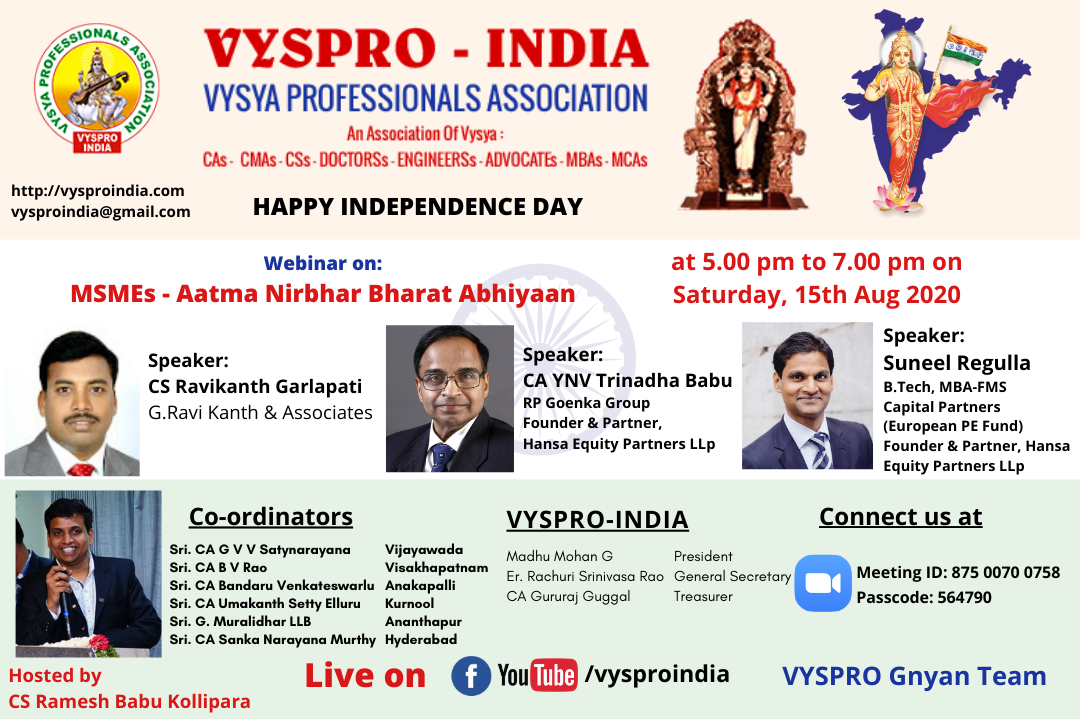 VYSYA PROFESSIONALS ASSOCIATION
VYSPRO
INDIA
VYSPRO - INDIA
VYSYA PROFESSIONALS ASSOCIATION
An Association Of Vysya :
CAs - CMAs - CSs - DOCTORSs - ENGINEERSs - ADVOCATEs - MBAs - MCAs
http://vysproindia.com
vysproindia@gmail.com
HAPPY INDEPENDENCE DAY
Webinar on:
MSMEs - Aatma Nirbhar Bharat Abhiyaan
at 5.00 pm to 7.00 pm on
Saturday, 15th Aug 2020
Speaker:
CS Ravikanth Garlapati
G.Ravi Kanth & Associates
Speaker:
CA YNV Trinadha Babu
RP Goenka Group
Founder & Partner,
Hansa Equity Partners LLp
Speaker:
Suneel Regulla
B.Tech, MBA-FMS
Capital Partners
(European PE Fund)
Founder & Partner, Hansa
Equity Partners LLp
Co-ordinators
Sri. CA G V V Satynarayana Vijayawada
Sri. CA B V Rao Visakhapatnam
Sri. CA Bandaru Venkateswarlu Anakapalli
Sri. CA Umakanth Setty Elluru Kurnool
Sri. G. Muralidhar LLB Ananthapur
Sri. CA Sanka Narayana Murthy Hyderabad
VYSPRO-INDIA
Madhu Mohan G President
Er. Rachuri Srinivasa Rao General Secretary
CA Gururaj Guggal Treasurer
Connect us at
Meeting ID: 875 0070 0758
Passcode: 564790
Hosted by
CS Ramesh Babu Kollipara
Live on f YouTube /vysproindia
VYSPRO Gnyan Team